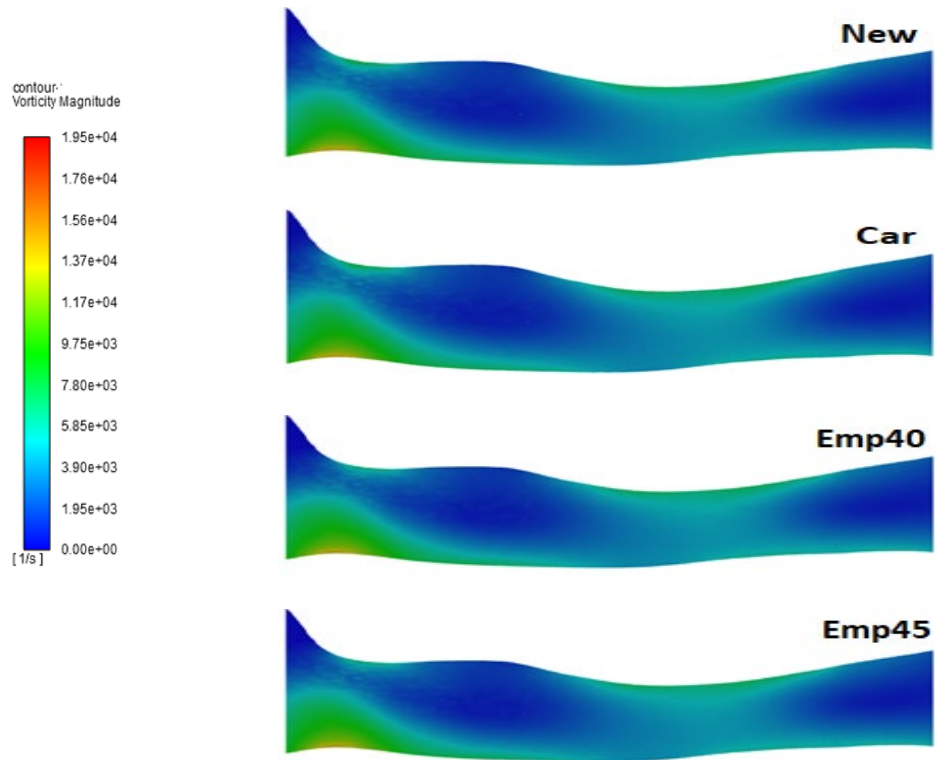 contour-
Vorticity Magnitude
1.95e+04
1.76e+04
1.56e+04
1.37e+04
1.17e+04
9.75e+03
7.80e+03
5.85e+03
3.90e+03
1.95e+03
0.00e+00
[ 1/s ]
New
Car
Emp40
Emp45